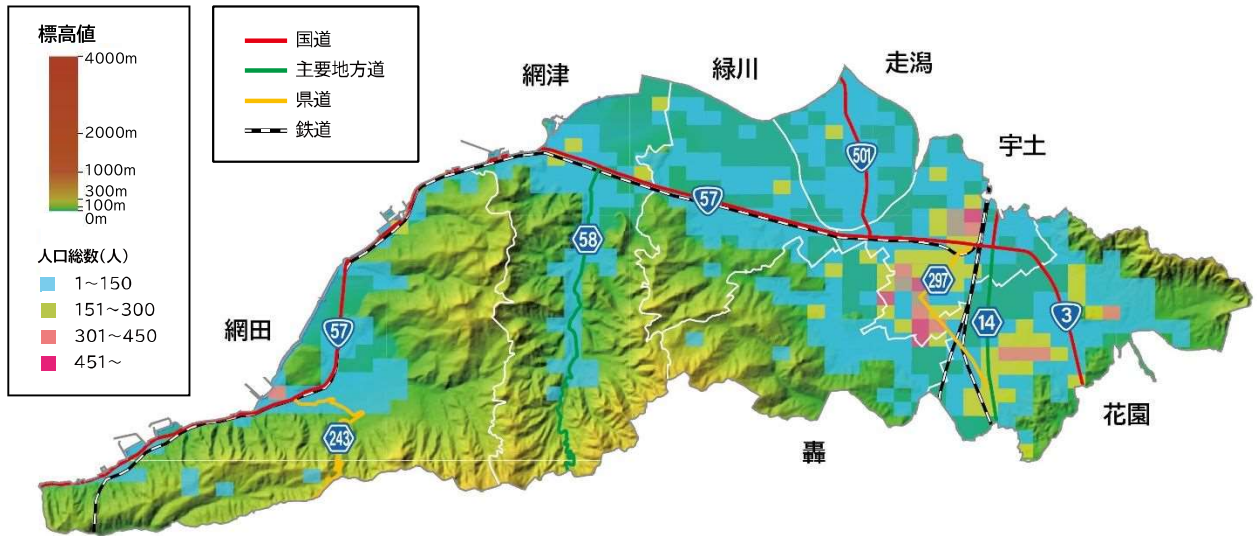 標高値
4000m
2000m
1000m
300m
100m
0m
人口総数(人)
1~150
151~300
301~450
451~
国道
主要地方道
県道
鉄道
網津
緑川
走潟
宇土
網田
轟
花園
501
57
58
297
57
14
3
243